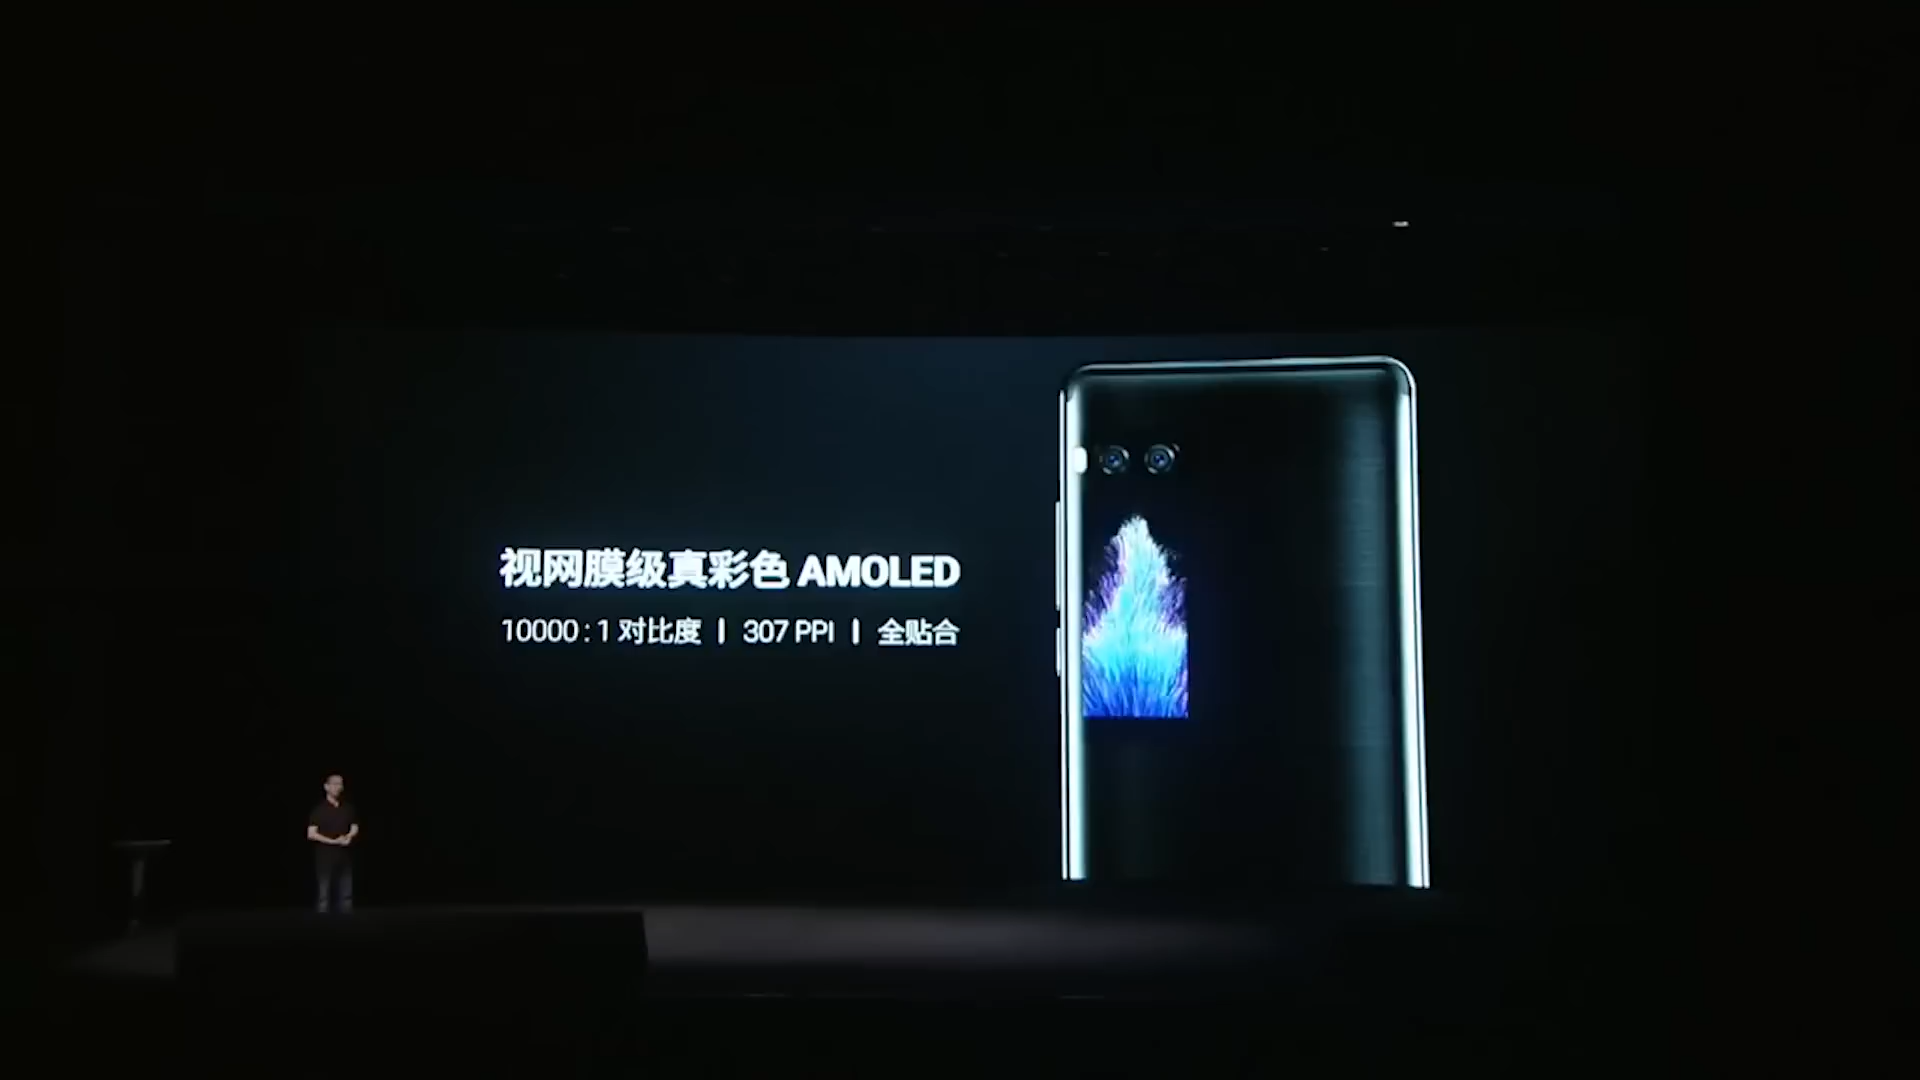 视网膜级真彩色 AMOLED
10000 : 1 对比度 | 307 PPI | 全贴合